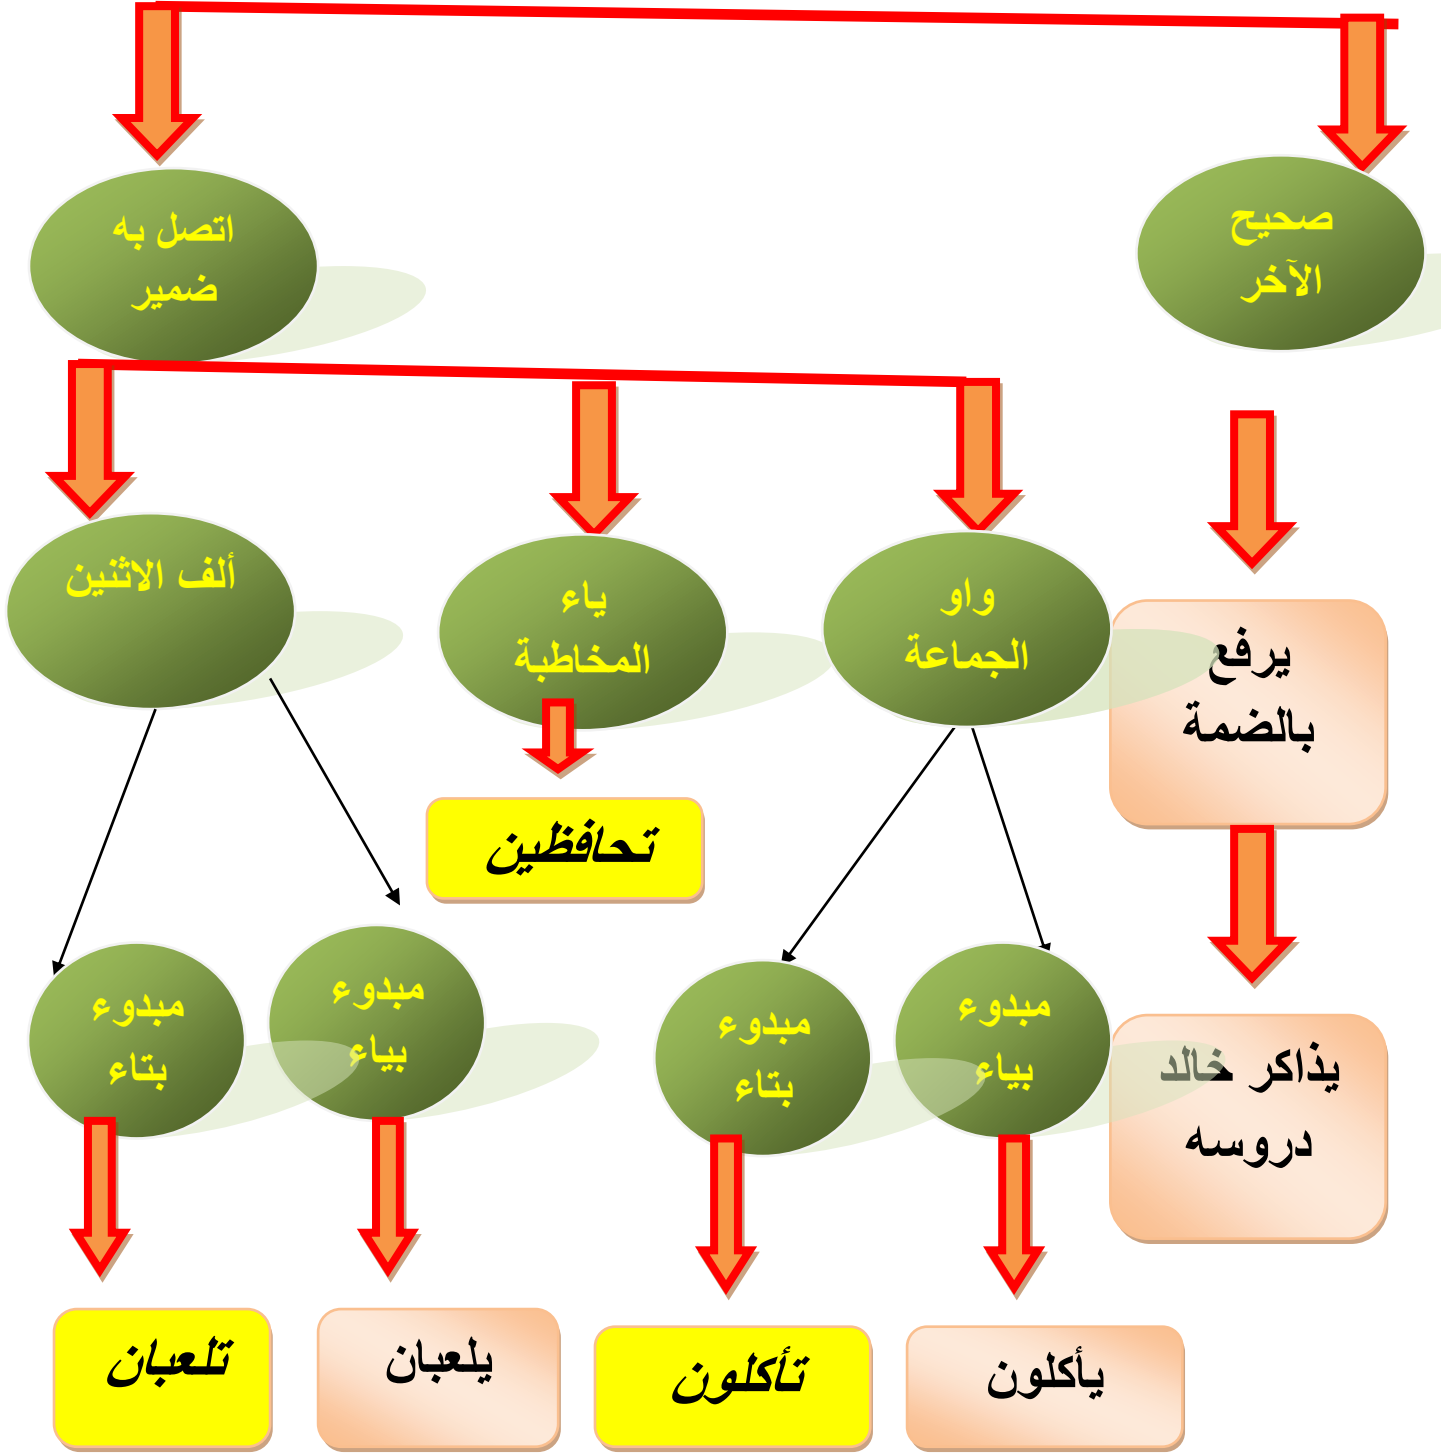 صحيح
الآخر
اتصل به
ضمير
يرفع
بالضمة
واو
الجماعة
ياء
المخاطبة
ألف الاثنين
تحافظين
يذاكر خالد
دروسه
مبدوء
بياء
مبدوء
بتاء
مبدوء
بياء
مبدوء
بتاء
يأكلون
تأكلون
يلعبان
تلعبان